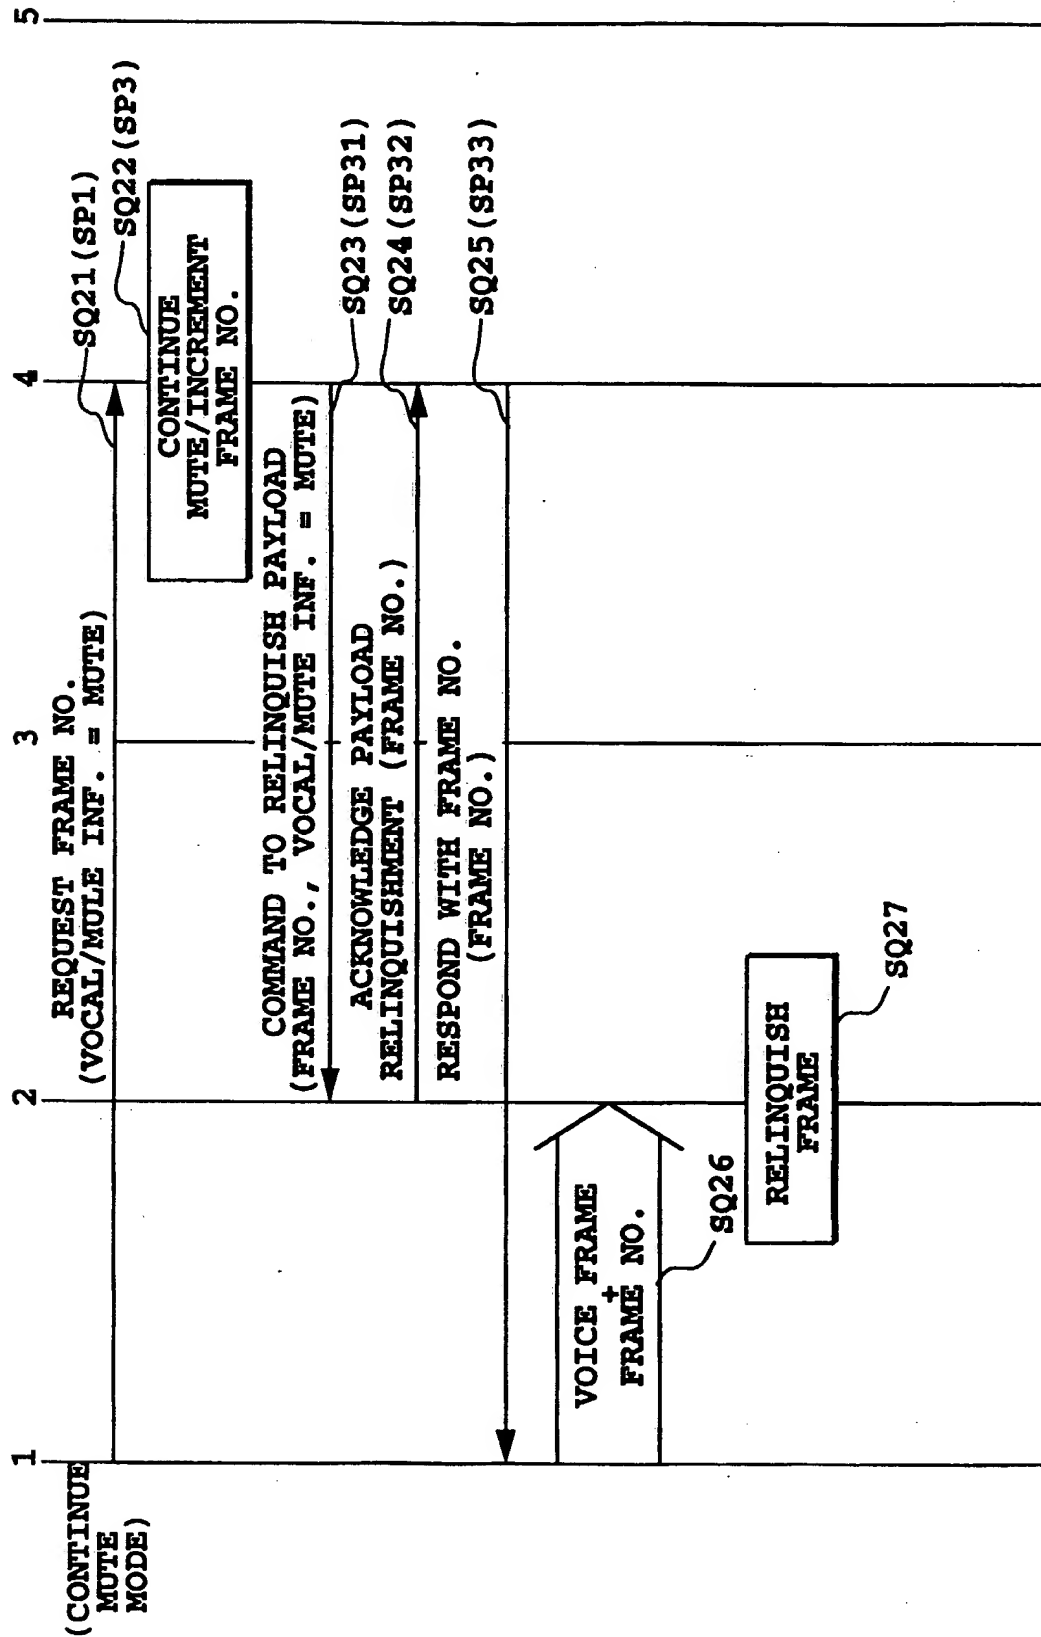 (CONTINUE
MUTE
MODE)
1
2
3
4
5
REQUEST FRAME NO.
(VOCAL/MULE INF. = MUTE)
SQ21(SP1)
CONTINUE
MUTE/INCREMENT
FRAME NO.
SQ22(SP3)
COMMAND TO RELINQUISH PAYLOAD
(FRAME NO., VOCAL/MUTE INF. = MUTE)
SQ23(SP31)
ACKNOWLEDGE PAYLOAD
RELINQUISHMENT (FRAME NO.)
SQ24(SP32)
RESPOND WITH FRAME NO.
(FRAME NO.)
SQ25(SP33)
VOICE FRAME
+
FRAME NO.
SQ26
RELINQUISH
FRAME
SQ27